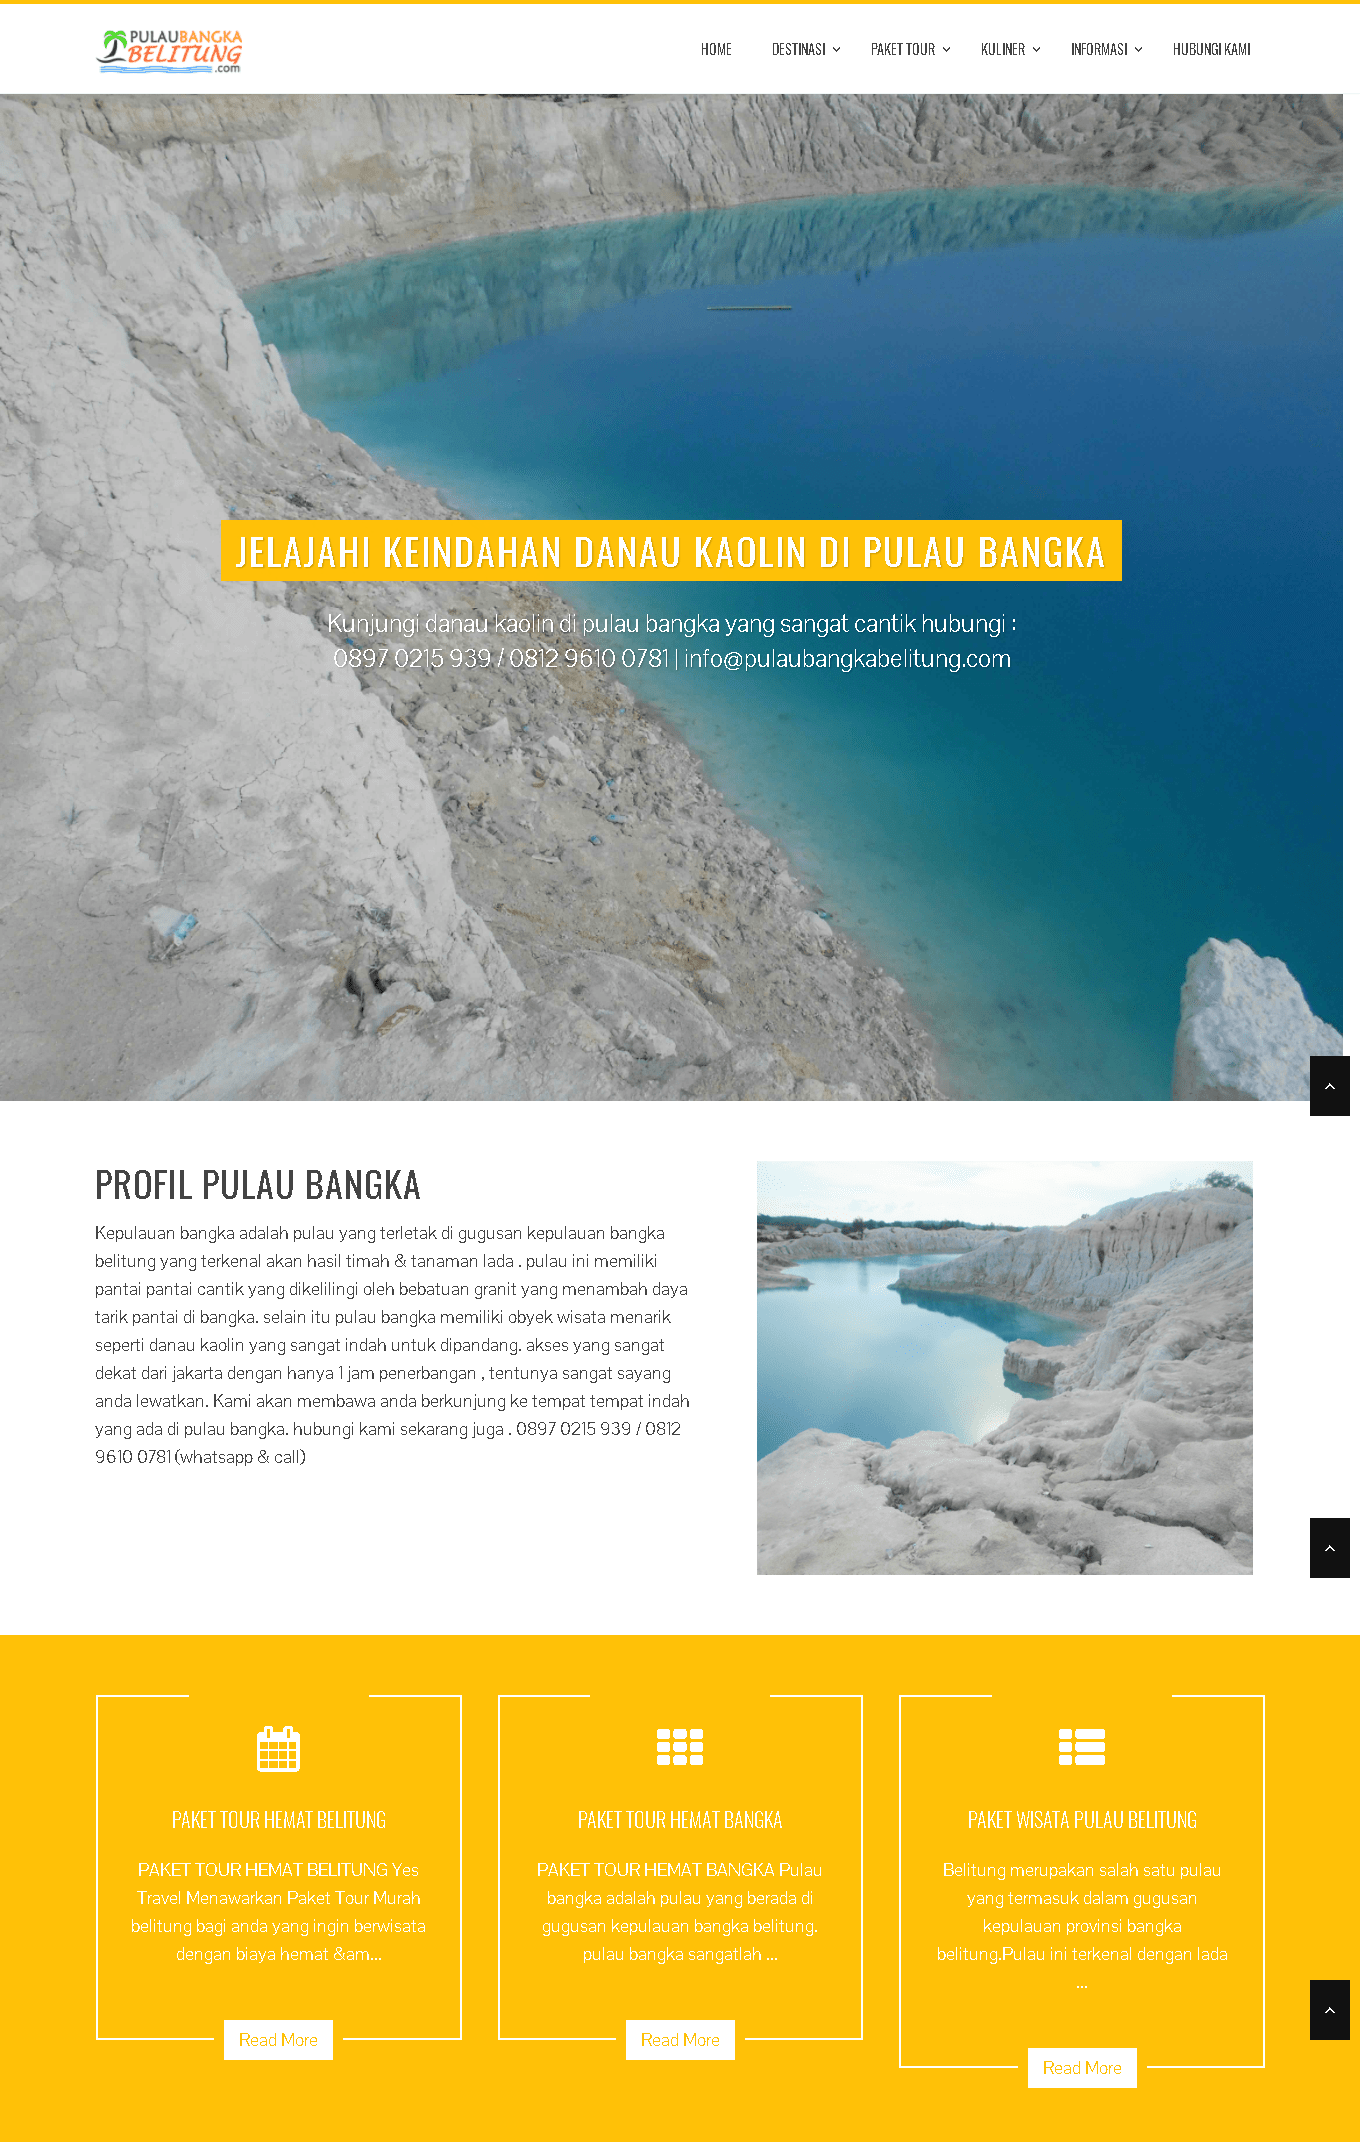 PULAUBANGKA
BELITUNG
.com
HOME
DESTINASI
PAKET TOUR
KULINER
INFORMASI
HUBUNGI KAMI
JELAJAHI KEINDAHAN DANAU KAOLIN DI PULAU BANGKA
Kunjungi danau kaolin di pulau bangka yang sangat cantik hubungi :
0897 0215 939 / 0812 9610 0781 | info@pulaubangkabelitung.com
PROFIL PULAU BANGKA
Kepulauan bangka adalah pulau yang terletak di gugusan kepulauan bangka
belitung yang terkenal akan hasil timah & tanaman lada . pulau ini memiliki
pantai pantai cantik yang dikelilingi oleh bebatuan granit yang menambah daya
tarik pantai di bangka. selain itu pulau bangka memiliki obyek wisata menarik
seperti danau kaolin yang sangat indah untuk dipandang. akses yang sangat
dekat dari jakarta dengan hanya 1 jam penerbangan , tentunya sangat sayang
anda lewatkan. Kami akan membawa anda berkunjung ke tempat tempat indah
yang ada di pulau bangka. hubungi kami sekarang juga . 0897 0215 939 / 0812
9610 0781 (whatsapp & call)
PAKET TOUR HEMAT BELITUNG
PAKET TOUR HEMAT BELITUNG Yes
Travel Menawarkan Paket Tour Murah
belitung bagi anda yang ingin berwisata
dengan biaya hemat &am...
Read More
PAKET TOUR HEMAT BANGKA
PAKET TOUR HEMAT BANGKA Pulau
bangka adalah pulau yang berada di
gugusan kepulauan bangka belitung.
pulau bangka sangatlah ...
Read More
PAKET WISATA PULAU BELITUNG
Belitung merupakan salah satu pulau
yang termasuk dalam gugusan
kepulauan provinsi bangka
belitung.Pulau ini terkenal dengan lada
...
Read More